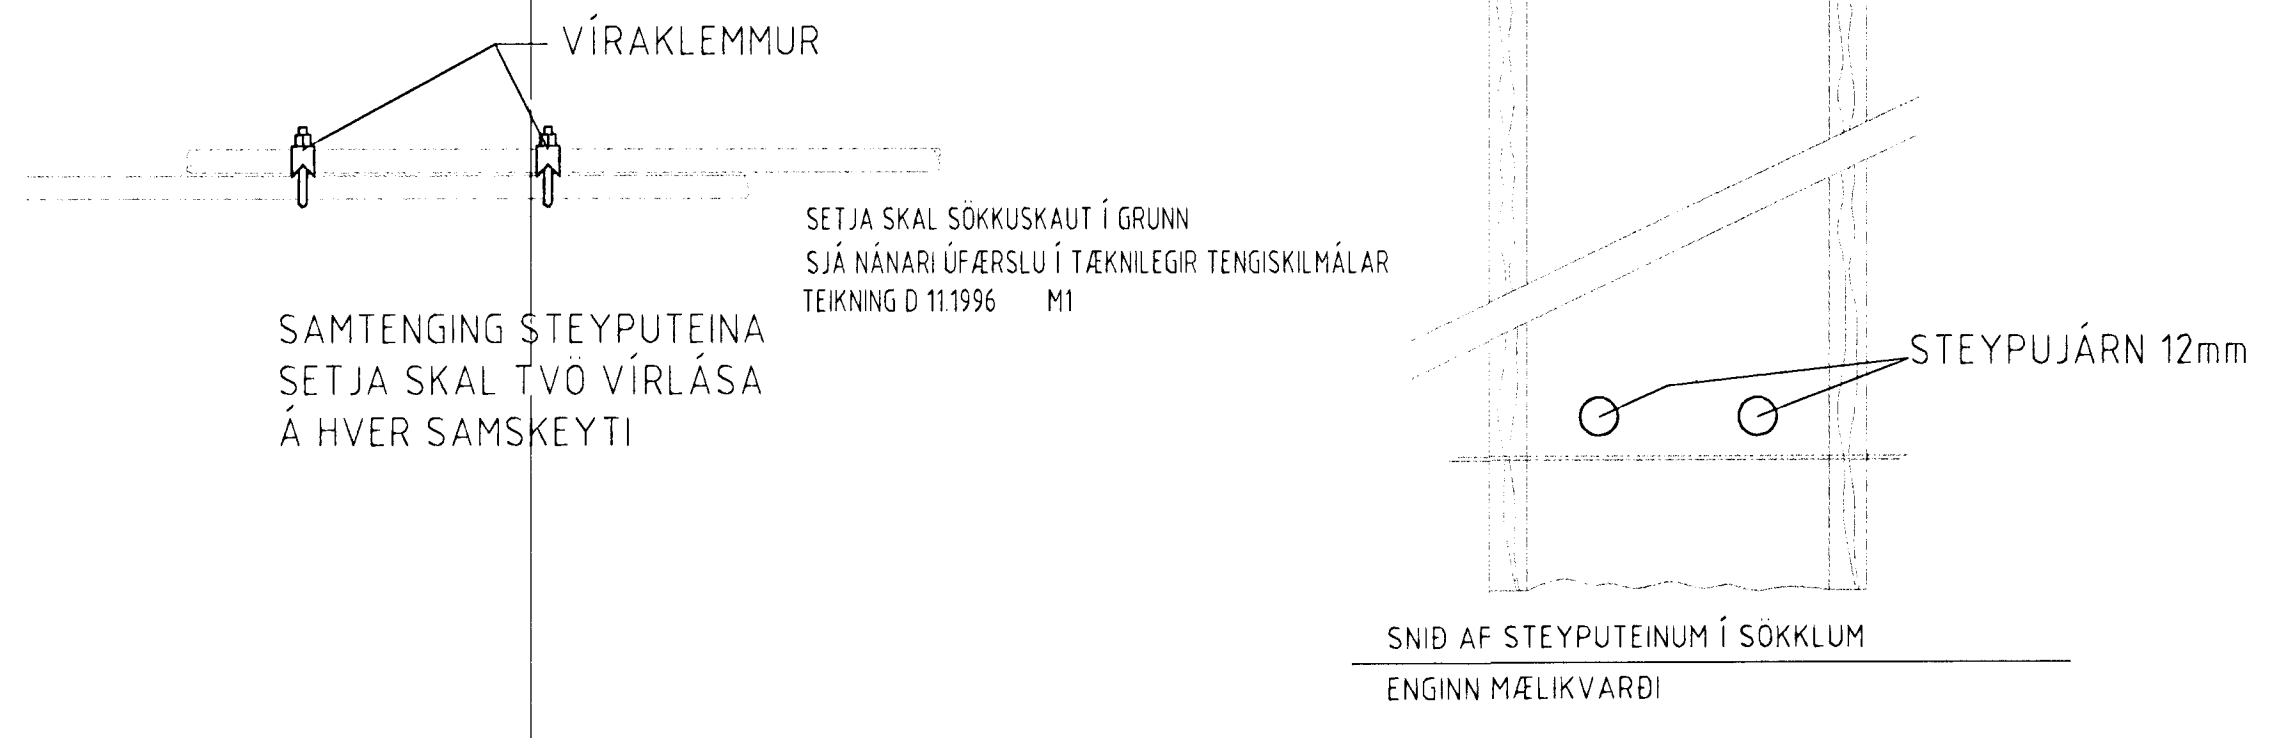 VÍRAKLEMMUR
SETJA SKAL SÖKKUSKAUT Í GRUNN
SJÁ NÁNARI ÚFÆRSLU Í TÆKNILEGIR TENGISKILMÁLAR
TEIKNING D 11.1996 M1
SAMTENGING STEYPUTEINA
SETJA SKAL TVÖ VÍRLÁSA
Á HVER SAMSKEYTI
STEYPUJÁRN 12mm
SNIÐ AF STEYPUTEINUM Í SÖKKLUM
ENGINN MÆLIKVARÐI